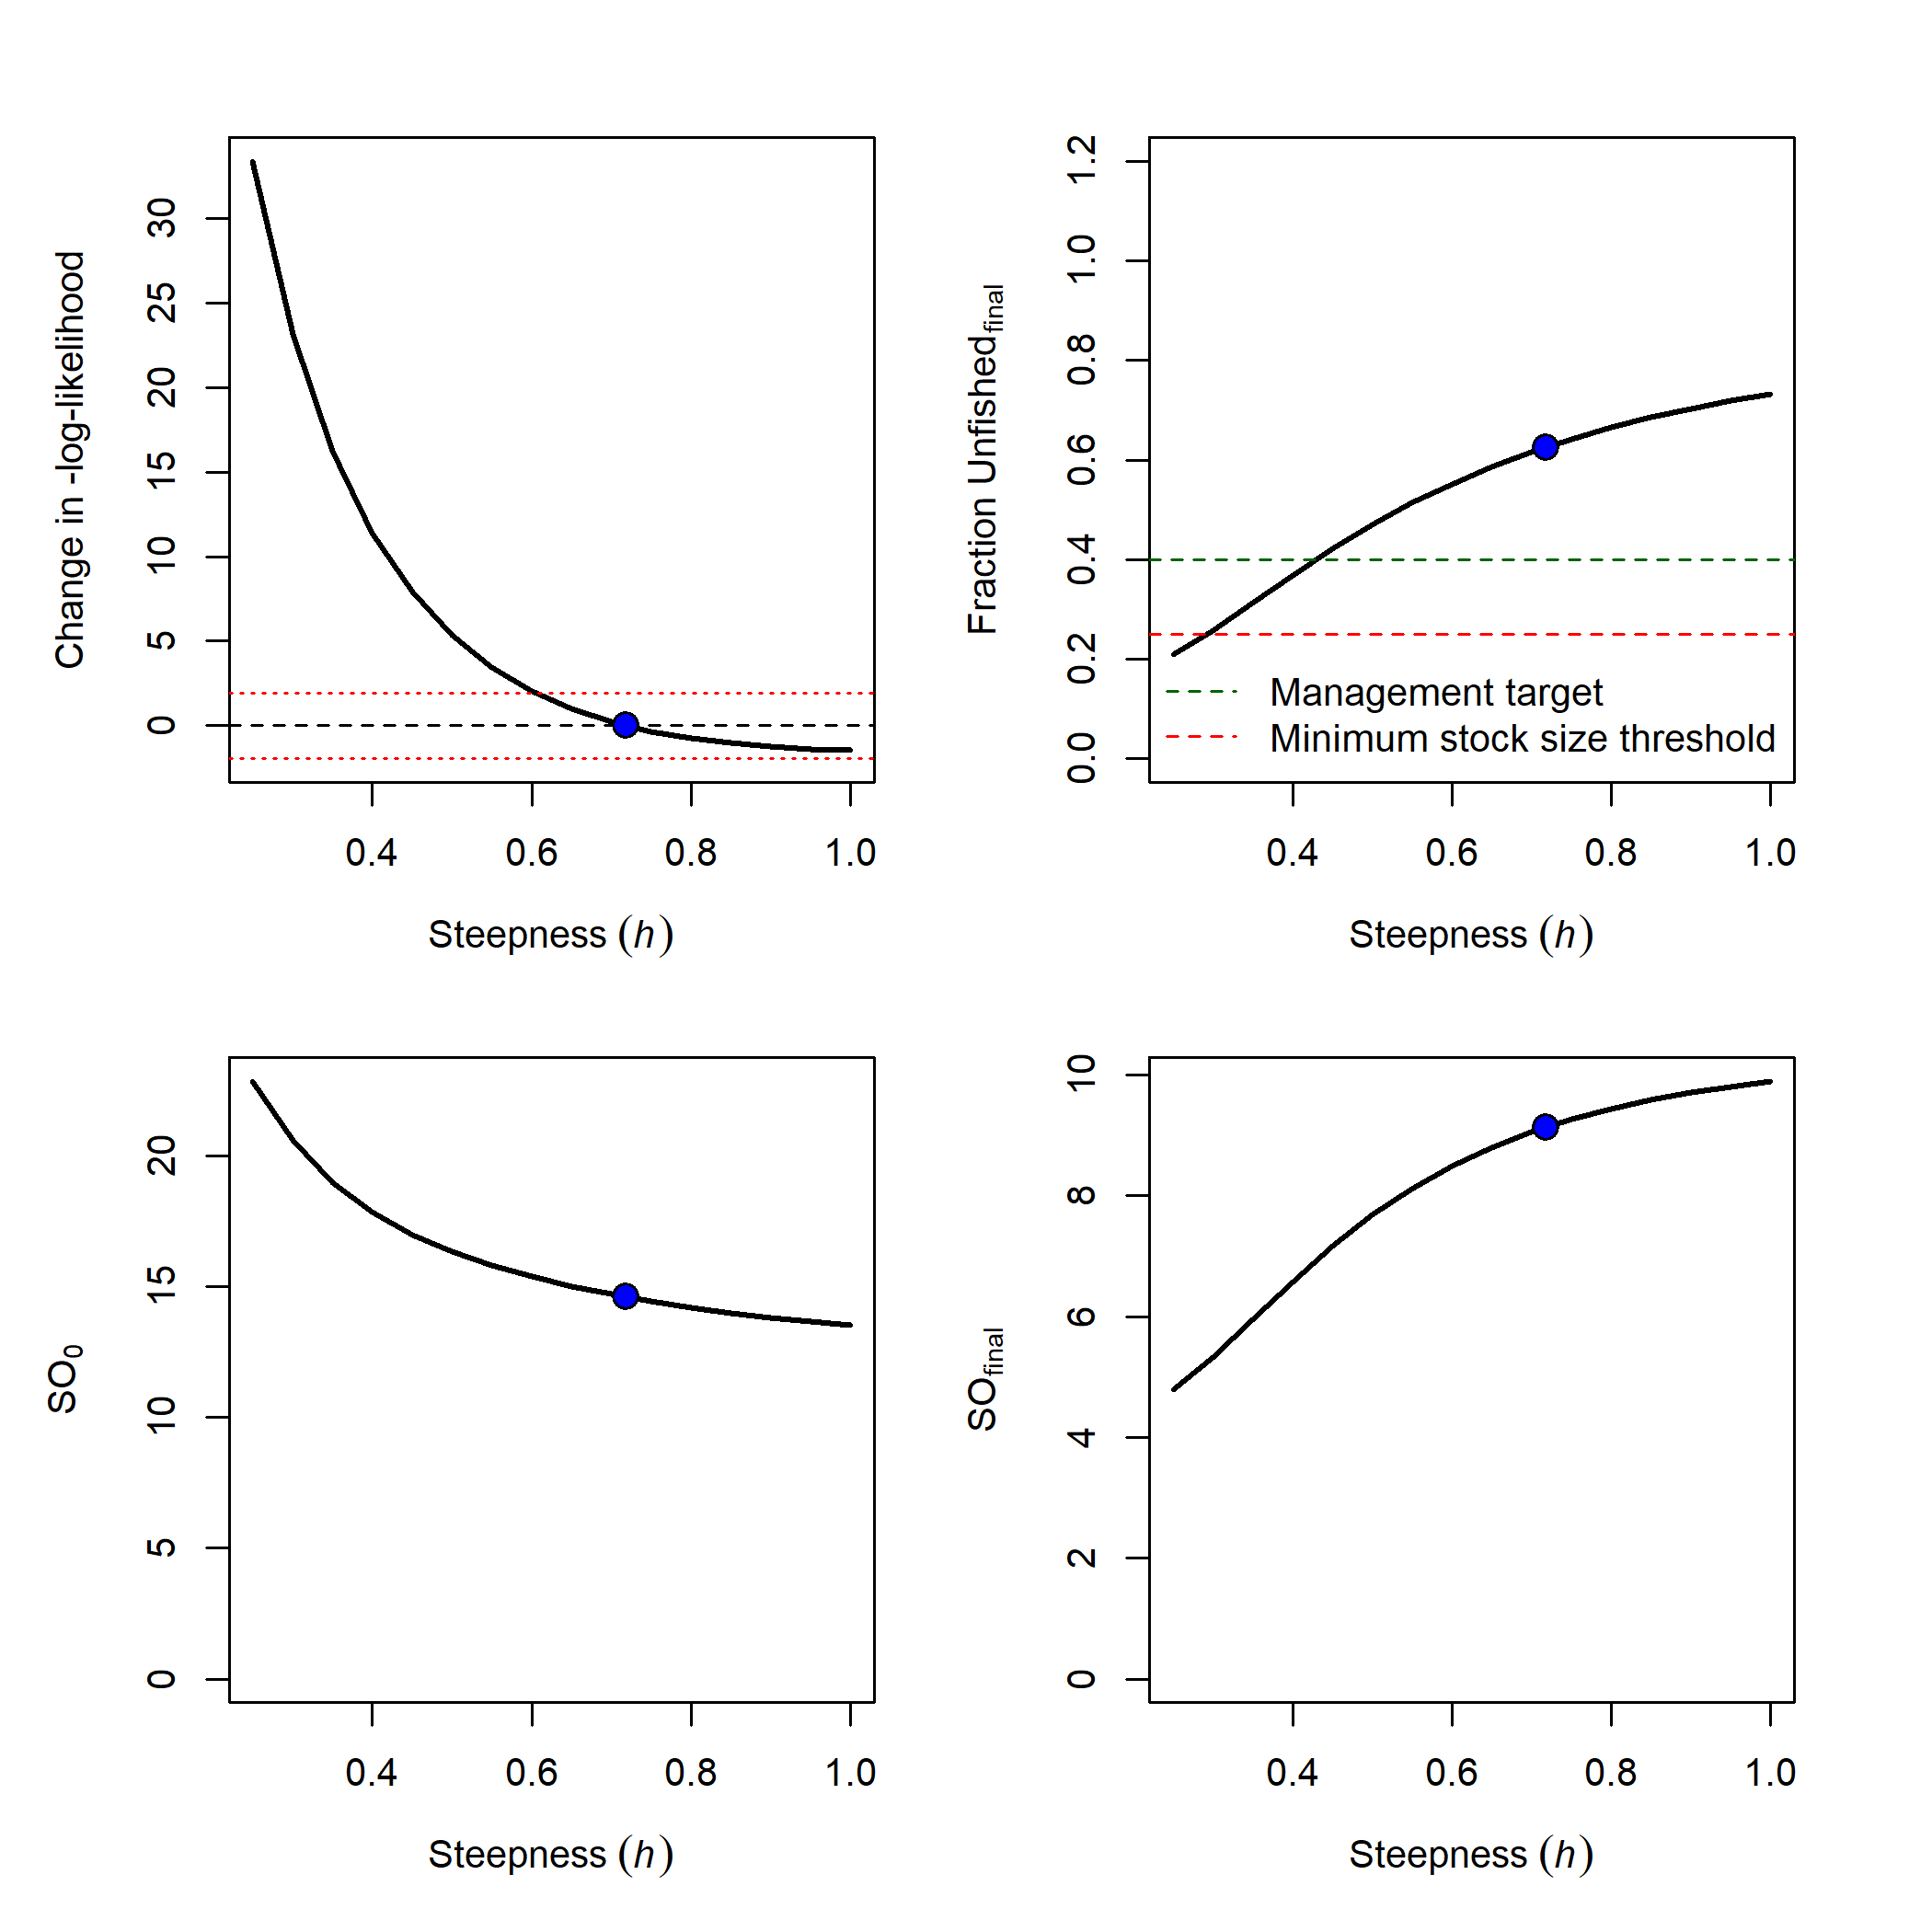 Change in -log-likelihood
30
25
20
15
10
5
0
0.4 0.6 0.8 1.0
Steepness (h)
Fraction Unfished final
1.2
1.0
0.8
0.6
0.4
0.2
0.0
Management target
Minimum stock size threshold
0.4 0.6 0.8 1.0
Steepness (h)
SO0
20
15
10
5
0
0.4 0.6 0.8 1.0
Steepness (h)
SOfinal
10
8
6
4
2
0
0.4 0.6 0.8 1.0
Steepness (h)